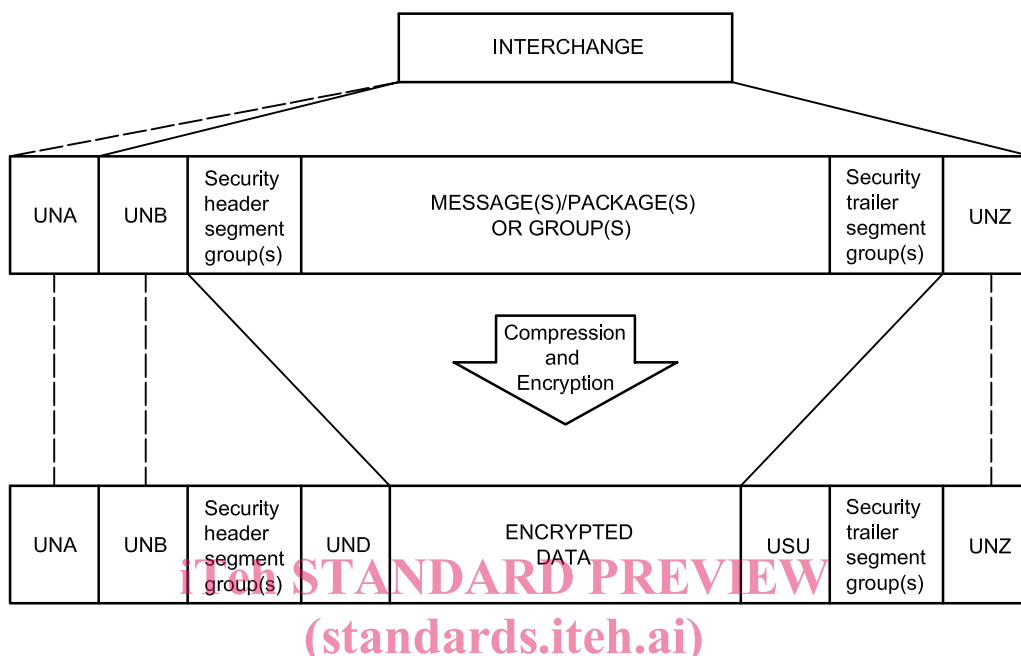 INTERCHANGE
UNA
UNB
Security
header
segment
group(s)
MESSAGE(S)/PACKAGE(S)
OR GROUP(S)
Security
trailer
segment
group(s)
UNZ
Compression
and
Encryption
UNA
UNB
Security
header
segment
group(s)
UND
ENCRYPTED
DATA
USU
Security
trailer
segment
group(s)
UNZ
iTeh STANDARD PREVIEW
(standards.iteh.ai)